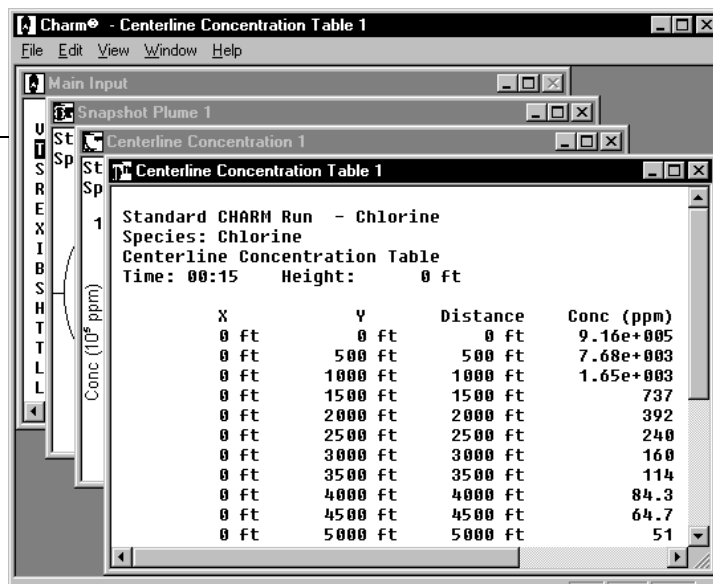 Charm® - Centerline Concentration Table 1
File Edit View Window Help
Main Input
Snapshot Plume 1
Centerline Concentration 1
Centerline Concentration Table 1
V
T
S
R
E
X
I
B
S
H
T
T
L
L
St
Sp
St
Sp
1
Conc (10⁵ ppm)
Standard CHARM Run - Chlorine
Species: Chlorine
Centerline Concentration Table
Time: 00:15 Height: 0 ft
X Y Distance Conc (ppm)
0 ft 0 ft 0 ft 9.16e+005
0 ft 500 ft 500 ft 7.68e+003
0 ft 1000 ft 1000 ft 1.65e+003
0 ft 1500 ft 1500 ft 737
0 ft 2000 ft 2000 ft 392
0 ft 2500 ft 2500 ft 240
0 ft 3000 ft 3000 ft 160
0 ft 3500 ft 3500 ft 114
0 ft 4000 ft 4000 ft 84.3
0 ft 4500 ft 4500 ft 64.7
0 ft 5000 ft 5000 ft 51